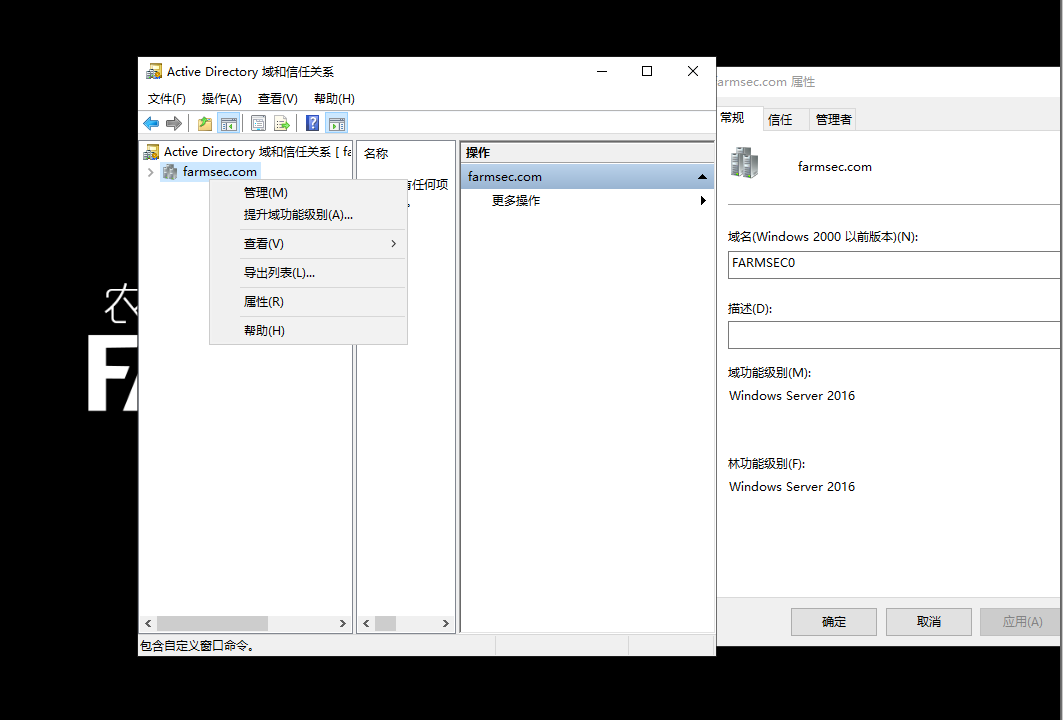 Active Directory 域和信任关系
文件(F) 操作(A) 查看(V) 帮助(H)
Active Directory 域和信任关系 [ fa
farmsec.com
管理(M)
提升域功能级别(A)...
查看(V)
导出列表(L)...
属性(R)
帮助(H)
名称
有任何项
。
操作
farmsec.com
更多操作
包含自定义窗口命令。
farmsec.com 属性
常规 信任 管理者
farmsec.com
域名(Windows 2000 以前版本)(N):
FARMSEC0
描述(D):
域功能级别(M):
Windows Server 2016
林功能级别(F):
Windows Server 2016
确定 取消 应用(A)
农
FA